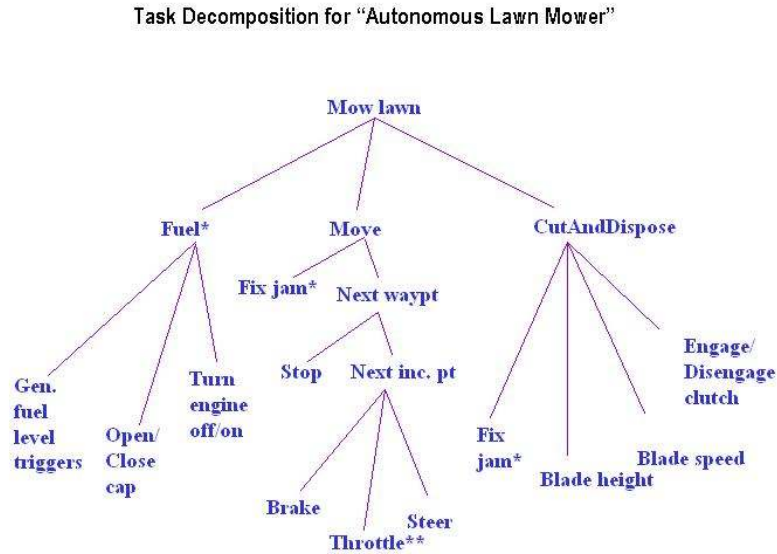 Task Decomposition for “Autonomous Lawn Mower”
Mow lawn
Fuel*
Move
CutAndDispose
Fix jam*
Next waypt
Gen.
fuel
level
triggers
Open/
Close
cap
Turn
engine
off/on
Stop
Next inc. pt
Brake
Throttle**
Steer
Fix
jam*
Blade height
Blade speed
Engage/
Disengage
clutch